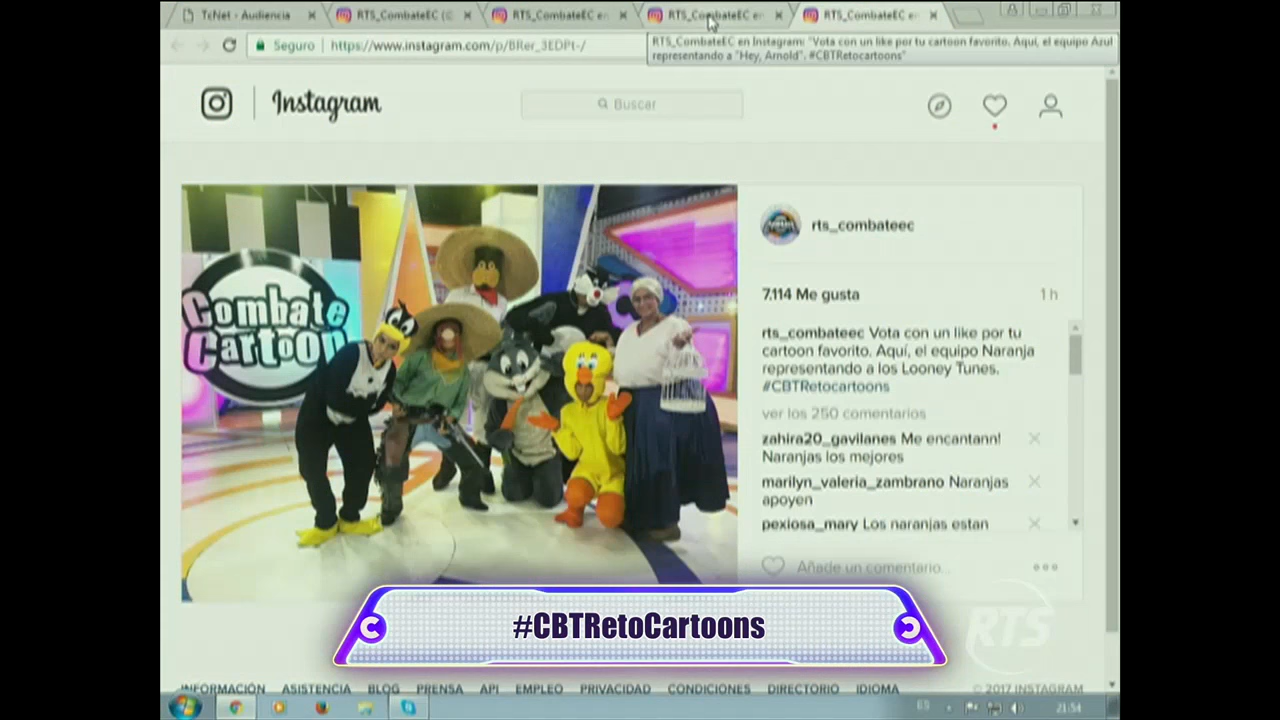 TcNet - Audiencia
RTS_CombateEC (@
RTS_CombateEC en
RTS_CombateEC en
RTS_CombateEC en
Seguro
https://www.instagram.com/p/BRer_3EDPt-/
RTS_CombateEC en Instagram: "Vota con un like por tu cartoon favorito. Aquí, el equipo Azul
representando a "Hey, Arnold". #CBTRetocartoons"
Instagram
Buscar
Combate
Cartoon
rts_combateec
7,114 Me gusta
1 h
rts_combateec Vota con un like por tu
cartoon favorito. Aquí, el equipo Naranja
representando a los Looney Tunes.
#CBTRetocartoons
ver los 250 comentarios
zahira20_gavilanes Me encantann!
Naranjas los mejores
marilyn_valeria_zambrano Naranjas
apoyen
pexiosa_mary Los naranjas estan
Añade un comentario...
#CBTRetoCartoons
RTS
INFORMACIÓN ASISTENCIA BLOG PRENSA API EMPLEO PRIVACIDAD CONDICIONES DIRECTORIO IDIOMA © 2017 INSTAGRAM
ES
21:54